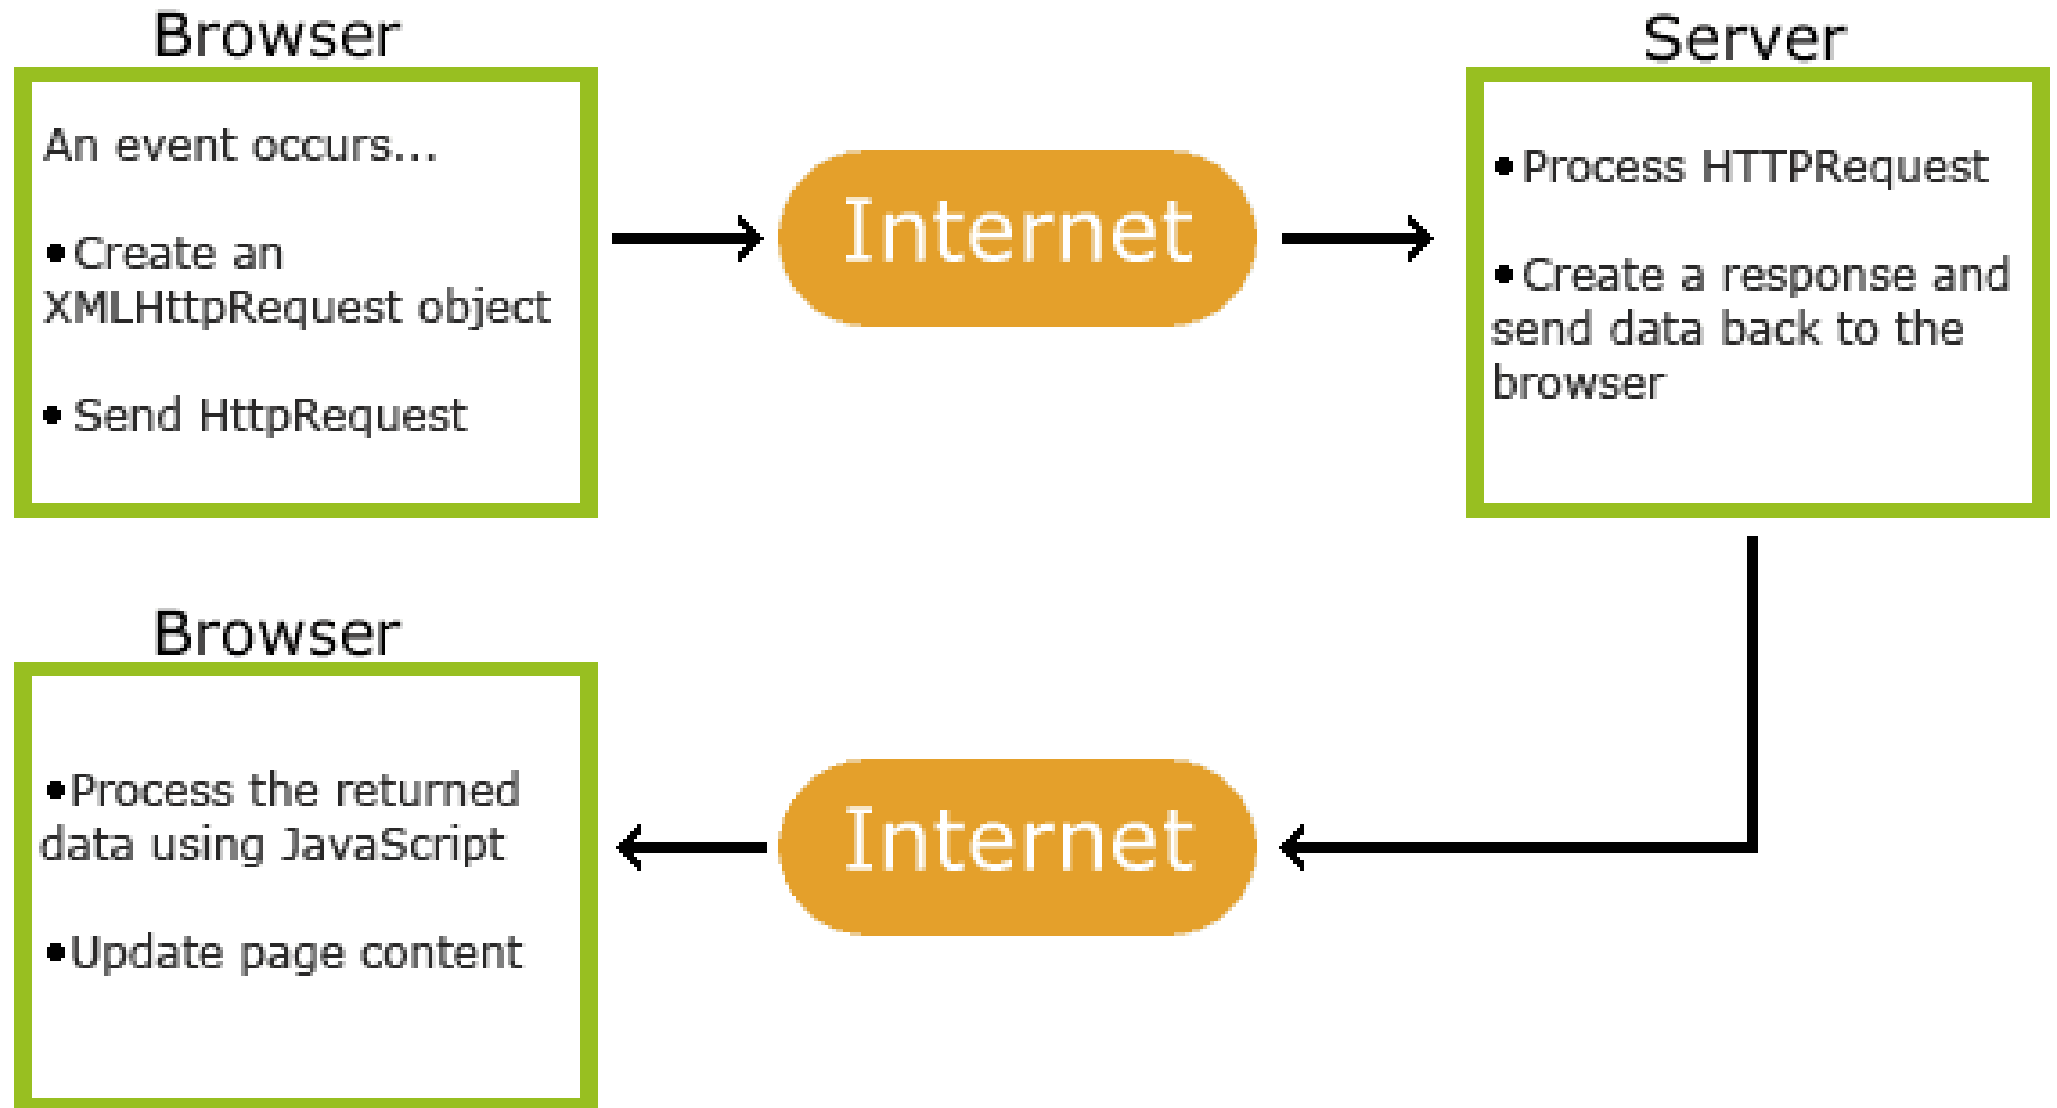 Browser
An event occurs...
• Create an
XMLHttpRequest object
• Send HttpRequest
Internet
Server
• Process HTTPRequest
• Create a response and
send data back to the
browser
Browser
•Process the returned
data using JavaScript
•Update page content
Internet